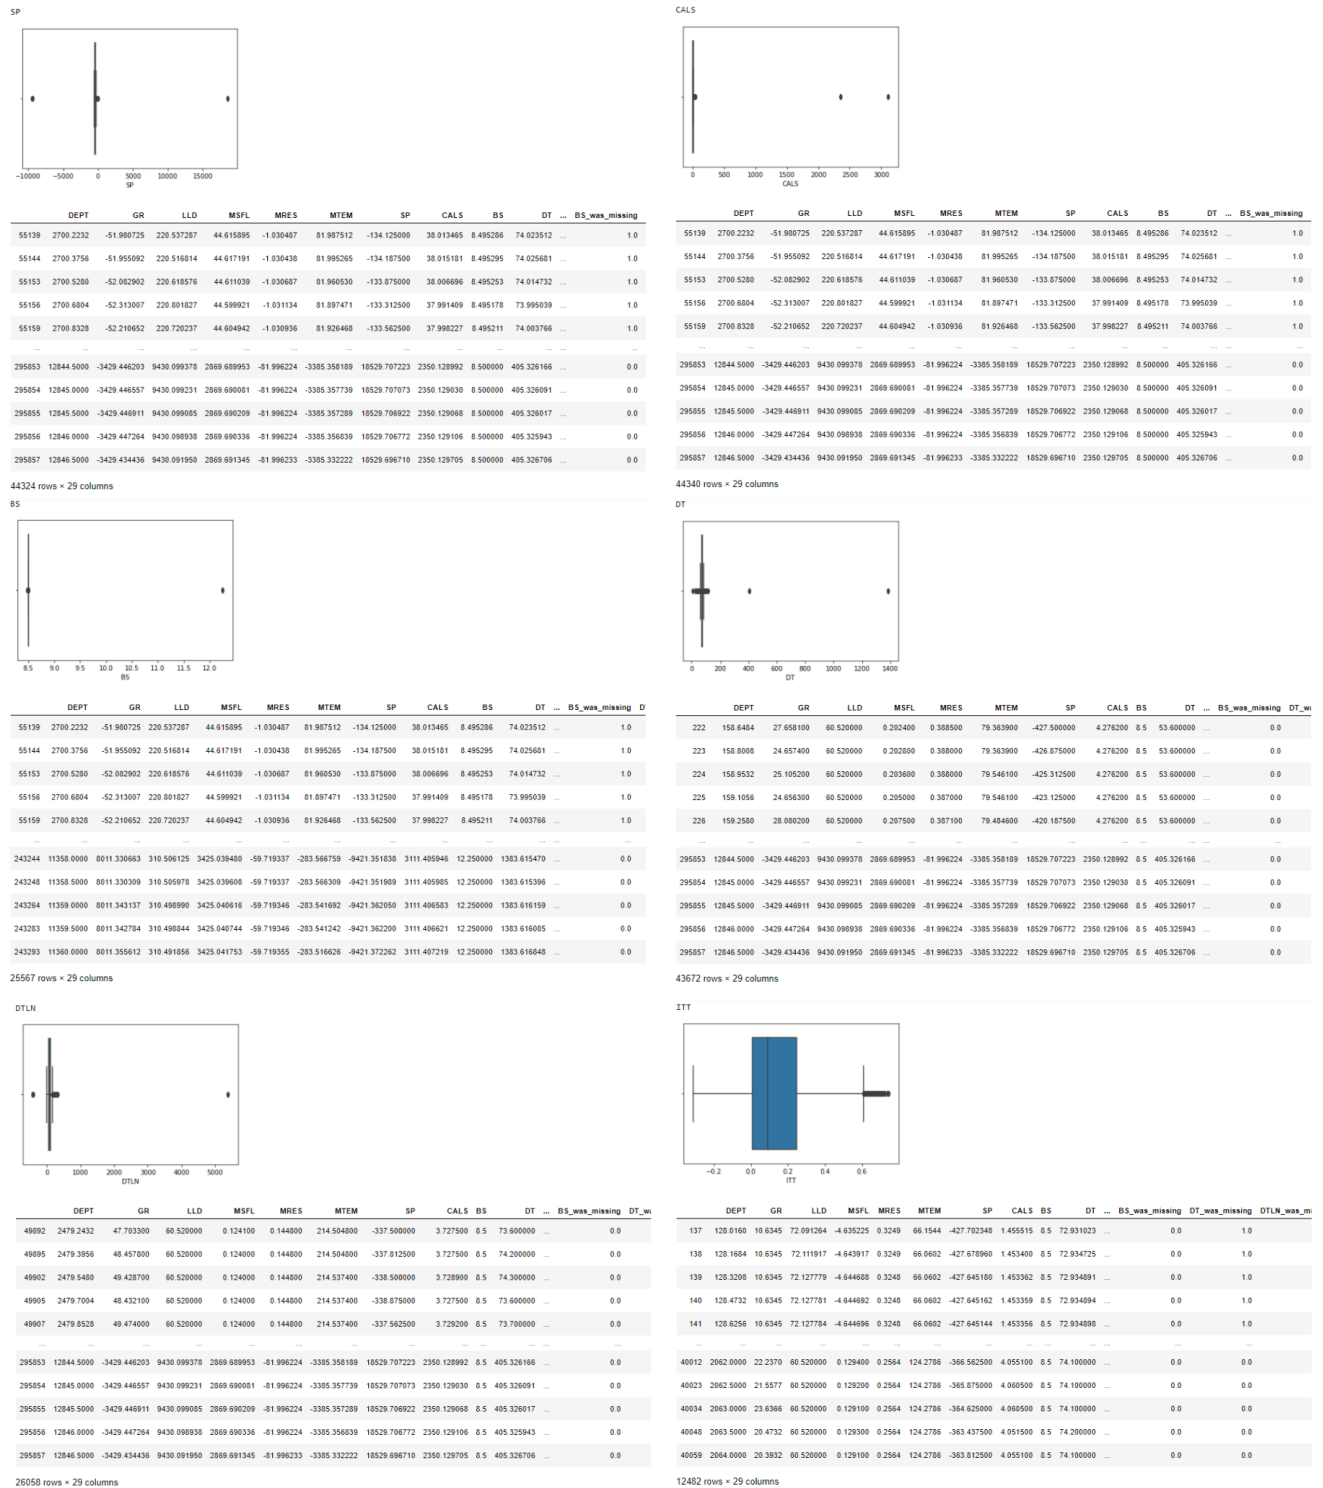 SP
−10000 −5000 0 5000 10000 15000
SP
DEPT GR LLD MSFL MRES MTEM SP CALS BS DT ... BS_was_missing
55139 2700.2232 -51.980725 220.537287 44.615895 -1.030487 81.987512 -134.125000 38.013465 8.495286 74.023512 ... 1.0
55144 2700.3756 -51.955092 220.516814 44.617191 -1.030438 81.995265 -134.187500 38.015181 8.495295 74.025681 ... 1.0
55153 2700.5280 -52.082902 220.618576 44.611039 -1.030687 81.960530 -133.875000 38.006696 8.495253 74.014732 ... 1.0
55156 2700.6804 -52.313007 220.801827 44.599921 -1.031134 81.897471 -133.312500 37.991409 8.495178 73.995039 ... 1.0
55159 2700.8328 -52.210652 220.720237 44.604942 -1.030936 81.926468 -133.562500 37.998227 8.495211 74.003766 ... 1.0
... ... ... ... ... ... ... ... ... ... ... ... ...
295853 12844.5000 -3429.446203 9430.099378 2869.689953 -81.996224 -3385.358189 18529.707223 2350.128992 8.500000 405.326166 ... 0.0
295854 12845.0000 -3429.446557 9430.099231 2869.690081 -81.996224 -3385.357739 18529.707073 2350.129030 8.500000 405.326091 ... 0.0
295855 12845.5000 -3429.446911 9430.099085 2869.690209 -81.996224 -3385.357289 18529.706922 2350.129068 8.500000 405.326017 ... 0.0
295856 12846.0000 -3429.447264 9430.098938 2869.690336 -81.996224 -3385.356839 18529.706772 2350.129106 8.500000 405.325943 ... 0.0
295857 12846.5000 -3429.434436 9430.091950 2869.691345 -81.996233 -3385.332222 18529.696710 2350.129705 8.500000 405.326706 ... 0.0
44324 rows × 29 columns
CALS
0 500 1000 1500 2000 2500 3000
CALS
DEPT GR LLD MSFL MRES MTEM SP CALS BS DT ... BS_was_missing
55139 2700.2232 -51.980725 220.537287 44.615895 -1.030487 81.987512 -134.125000 38.013465 8.495286 74.023512 ... 1.0
55144 2700.3756 -51.955092 220.516814 44.617191 -1.030438 81.995265 -134.187500 38.015181 8.495295 74.025681 ... 1.0
55153 2700.5280 -52.082902 220.618576 44.611039 -1.030687 81.960530 -133.875000 38.006696 8.495253 74.014732 ... 1.0
55156 2700.6804 -52.313007 220.801827 44.599921 -1.031134 81.897471 -133.312500 37.991409 8.495178 73.995039 ... 1.0
55159 2700.8328 -52.210652 220.720237 44.604942 -1.030936 81.926468 -133.562500 37.998227 8.495211 74.003766 ... 1.0
... ... ... ... ... ... ... ... ... ... ... ... ...
295853 12844.5000 -3429.446203 9430.099378 2869.689953 -81.996224 -3385.358189 18529.707223 2350.128992 8.500000 405.326166 ... 0.0
295854 12845.0000 -3429.446557 9430.099231 2869.690081 -81.996224 -3385.357739 18529.707073 2350.129030 8.500000 405.326091 ... 0.0
295855 12845.5000 -3429.446911 9430.099085 2869.690209 -81.996224 -3385.357289 18529.706922 2350.129068 8.500000 405.326017 ... 0.0
295856 12846.0000 -3429.447264 9430.098938 2869.690336 -81.996224 -3385.356839 18529.706772 2350.129106 8.500000 405.325943 ... 0.0
295857 12846.5000 -3429.434436 9430.091950 2869.691345 -81.996233 -3385.332222 18529.696710 2350.129705 8.500000 405.326706 ... 0.0
44340 rows × 29 columns
BS
8.5 9.0 9.5 10.0 10.5 11.0 11.5 12.0
BS
DEPT GR LLD MSFL MRES MTEM SP CALS BS DT ... BS_was_missing D
55139 2700.2232 -51.980725 220.537287 44.615895 -1.030487 81.987512 -134.125000 38.013465 8.495286 74.023512 ... 1.0
55144 2700.3756 -51.955092 220.516814 44.617191 -1.030438 81.995265 -134.187500 38.015181 8.495295 74.025681 ... 1.0
55153 2700.5280 -52.082902 220.618576 44.611039 -1.030687 81.960530 -133.875000 38.006696 8.495253 74.014732 ... 1.0
55156 2700.6804 -52.313007 220.801827 44.599921 -1.031134 81.897471 -133.312500 37.991409 8.495178 73.995039 ... 1.0
55159 2700.8328 -52.210652 220.720237 44.604942 -1.030936 81.926468 -133.562500 37.998227 8.495211 74.003766 ... 1.0
... ... ... ... ... ... ... ... ... ... ... ... ...
243244 11358.0000 8011.330663 310.506125 3425.039480 -59.719337 -283.566759 -9421.351838 3111.405946 12.250000 1383.615470 ... 0.0
243248 11358.5000 8011.330309 310.505978 3425.039608 -59.719337 -283.566309 -9421.351989 3111.405985 12.250000 1383.615396 ... 0.0
243264 11359.0000 8011.343137 310.498990 3425.040616 -59.719346 -283.541692 -9421.362050 3111.406583 12.250000 1383.616159 ... 0.0
243283 11359.5000 8011.342784 310.498844 3425.040744 -59.719346 -283.541242 -9421.362200 3111.406621 12.250000 1383.616085 ... 0.0
243293 11360.0000 8011.355612 310.491856 3425.041753 -59.719355 -283.516626 -9421.372262 3111.407219 12.250000 1383.616848 ... 0.0
25567 rows × 29 columns
DT
0 200 400 600 800 1000 1200 1400
DT
DEPT GR LLD MSFL MRES MTEM SP CALS BS DT ... BS_was_missing DT_wa
222 158.6484 27.658100 60.520000 0.202400 0.388500 79.363900 -427.500000 4.276200 8.5 53.600000 ... 0.0
223 158.8008 24.657400 60.520000 0.202800 0.388000 79.363900 -426.875000 4.276200 8.5 53.600000 ... 0.0
224 158.9532 25.105200 60.520000 0.203600 0.388000 79.546100 -425.312500 4.276200 8.5 53.600000 ... 0.0
225 159.1056 24.656300 60.520000 0.205000 0.387000 79.546100 -423.125000 4.276200 8.5 53.600000 ... 0.0
226 159.2580 28.080200 60.520000 0.207500 0.387100 79.484600 -420.187500 4.276200 8.5 53.600000 ... 0.0
... ... ... ... ... ... ... ... ... ... ... ... ...
295853 12844.5000 -3429.446203 9430.099378 2869.689953 -81.996224 -3385.358189 18529.707223 2350.128992 8.5 405.326166 ... 0.0
295854 12845.0000 -3429.446557 9430.099231 2869.690081 -81.996224 -3385.357739 18529.707073 2350.129030 8.5 405.326091 ... 0.0
295855 12845.5000 -3429.446911 9430.099085 2869.690209 -81.996224 -3385.357289 18529.706922 2350.129068 8.5 405.326017 ... 0.0
295856 12846.0000 -3429.447264 9430.098938 2869.690336 -81.996224 -3385.356839 18529.706772 2350.129106 8.5 405.325943 ... 0.0
295857 12846.5000 -3429.434436 9430.091950 2869.691345 -81.996233 -3385.332222 18529.696710 2350.129705 8.5 405.326706 ... 0.0
43672 rows × 29 columns
DTLN
0 1000 2000 3000 4000 5000
DTLN
DEPT GR LLD MSFL MRES MTEM SP CALS BS DT ... BS_was_missing DT_wa
49892 2479.2432 47.703300 60.520000 0.124100 0.144800 214.504800 -337.500000 3.727500 8.5 73.600000 ... 0.0
49895 2479.3956 48.457800 60.520000 0.124000 0.144800 214.504800 -337.812500 3.727500 8.5 74.200000 ... 0.0
49902 2479.5480 49.428700 60.520000 0.124000 0.144800 214.537400 -338.500000 3.728900 8.5 74.300000 ... 0.0
49905 2479.7004 48.432100 60.520000 0.124000 0.144800 214.537400 -338.875000 3.727500 8.5 73.600000 ... 0.0
49907 2479.8528 49.474000 60.520000 0.124000 0.144800 214.537400 -337.562500 3.729200 8.5 73.700000 ... 0.0
... ... ... ... ... ... ... ... ... ... ... ... ...
295853 12844.5000 -3429.446203 9430.099378 2869.689953 -81.996224 -3385.358189 18529.707223 2350.128992 8.5 405.326166 ... 0.0
295854 12845.0000 -3429.446557 9430.099231 2869.690081 -81.996224 -3385.357739 18529.707073 2350.129030 8.5 405.326091 ... 0.0
295855 12845.5000 -3429.446911 9430.099085 2869.690209 -81.996224 -3385.357289 18529.706922 2350.129068 8.5 405.326017 ... 0.0
295856 12846.0000 -3429.447264 9430.098938 2869.690336 -81.996224 -3385.356839 18529.706772 2350.129106 8.5 405.325943 ... 0.0
295857 12846.5000 -3429.434436 9430.091950 2869.691345 -81.996233 -3385.332222 18529.696710 2350.129705 8.5 405.326706 ... 0.0
26058 rows × 29 columns
ITT
−0.2 0.0 0.2 0.4 0.6
ITT
DEPT GR LLD MSFL MRES MTEM SP CALS BS DT ... BS_was_missing DT_was_missing DTLN_was_mi
137 128.0160 10.6345 72.091264 -4.635225 0.3249 66.1544 -427.702348 1.455515 8.5 72.931023 ... 0.0 1.0
138 128.1684 10.6345 72.111917 -4.643917 0.3249 66.0602 -427.678960 1.453400 8.5 72.934725 ... 0.0 1.0
139 128.3208 10.6345 72.127779 -4.644688 0.3248 66.0602 -427.645180 1.453362 8.5 72.934891 ... 0.0 1.0
140 128.4732 10.6345 72.127781 -4.644692 0.3248 66.0602 -427.645162 1.453359 8.5 72.934894 ... 0.0 1.0
141 128.6256 10.6345 72.127784 -4.644696 0.3248 66.0602 -427.645144 1.453356 8.5 72.934898 ... 0.0 1.0
... ... ... ... ... ... ... ... ... ... ... ... ... ...
40012 2062.0000 22.2370 60.520000 0.129400 0.2564 124.2786 -366.562500 4.055100 8.5 74.100000 ... 0.0 0.0
40023 2062.5000 21.5577 60.520000 0.129200 0.2564 124.2786 -365.875000 4.060500 8.5 74.100000 ... 0.0 0.0
40034 2063.0000 23.6366 60.520000 0.129100 0.2564 124.2786 -364.625000 4.060500 8.5 74.100000 ... 0.0 0.0
40048 2063.5000 20.4732 60.520000 0.129300 0.2564 124.2786 -363.437500 4.051500 8.5 74.200000 ... 0.0 0.0
40059 2064.0000 20.3932 60.520000 0.129100 0.2564 124.2786 -363.812500 4.055100 8.5 74.100000 ... 0.0 0.0
12482 rows × 29 columns